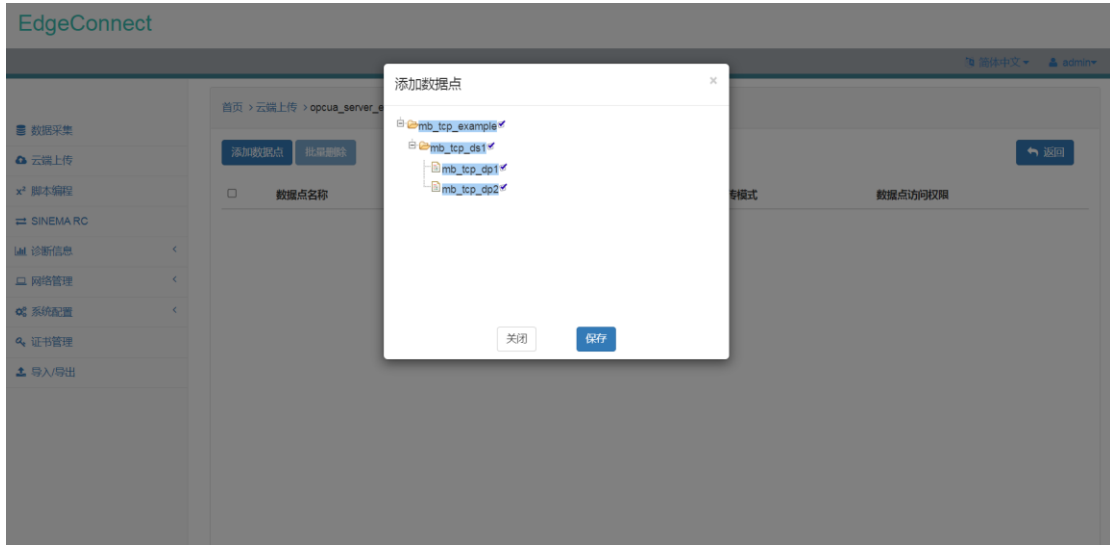 EdgeConnect
简体中文 admin
添加数据点 ×
首页 > 云端上传 > opcua_server_e
mb_tcp_example
数据采集
添加数据点 批量删除
mb_tcp_ds1
返回
云端上传
mb_tcp_dp1
mb_tcp_dp2
x² 脚本编程
数据点名称 传模式 数据点访问权限
SINEMA RC
诊断信息
网络管理
系统配置
关闭 保存
证书管理
导入/导出